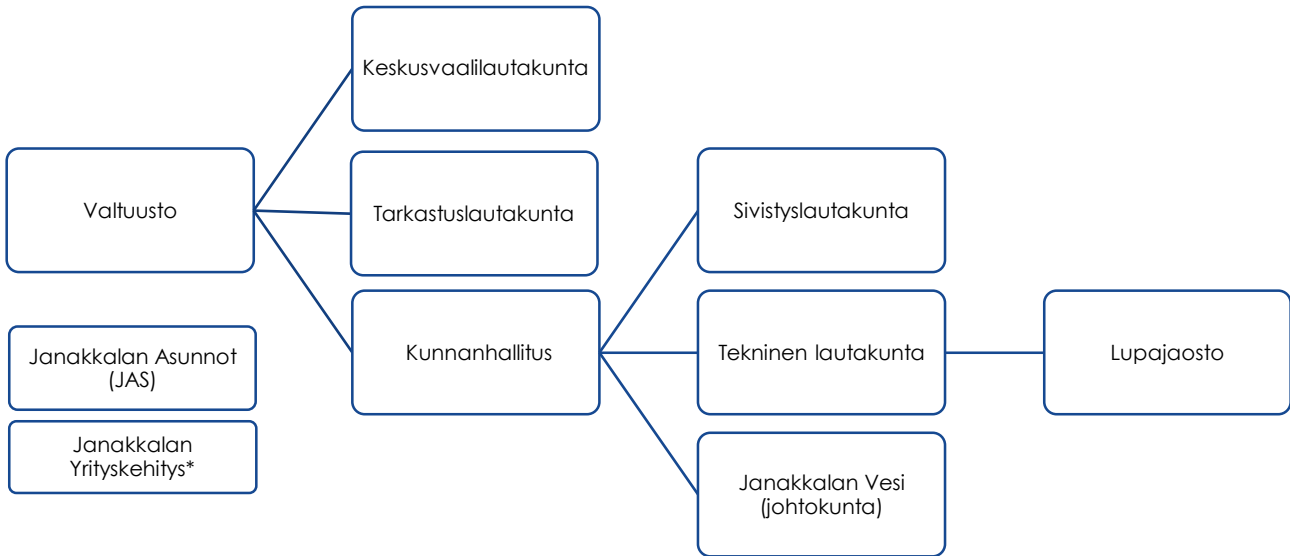 Keskusvaalilautakunta
Valtuusto
Tarkastuslautakunta
Sivistyslautakunta
Kunnanhallitus
Tekninen lautakunta
Lupajaosto
Janakkalan Asunnot
(JAS)
Janakkalan
Yrityskehitys*
Janakkalan Vesi
(johtokunta)